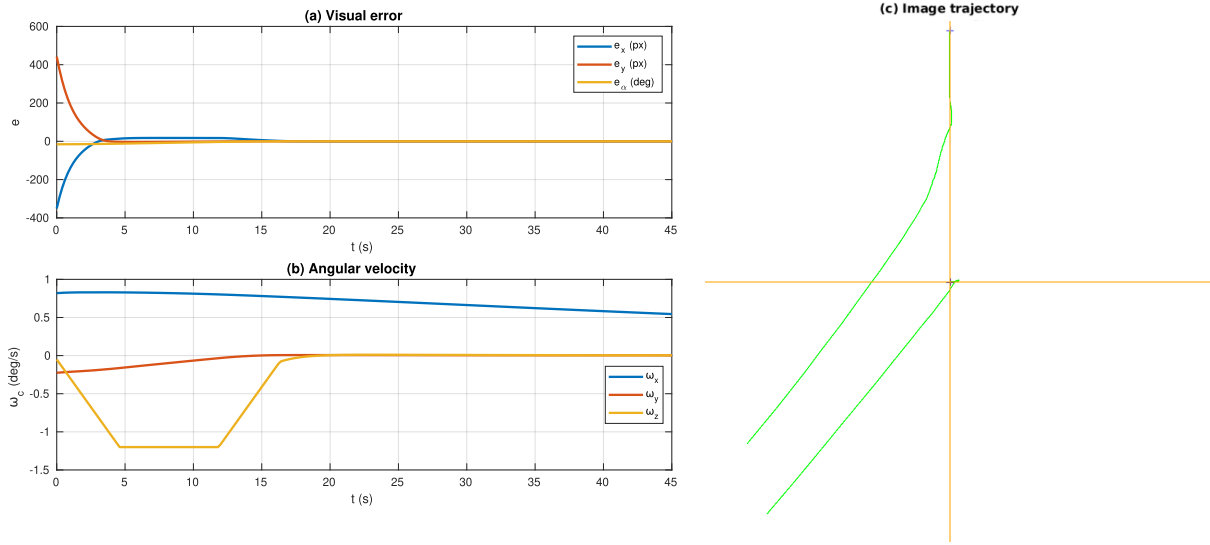 (a) Visual error
600
400
200
0
-200
-400
e
e_x (px)
e_y (px)
e_α (deg)
0 5 10 15 20 25 30 35 40 45
t (s)
(b) Angular velocity
1
0.5
0
-0.5
-1
-1.5
ω_c (deg/s)
ω_x
ω_y
ω_z
0 5 10 15 20 25 30 35 40 45
t (s)
(c) Image trajectory